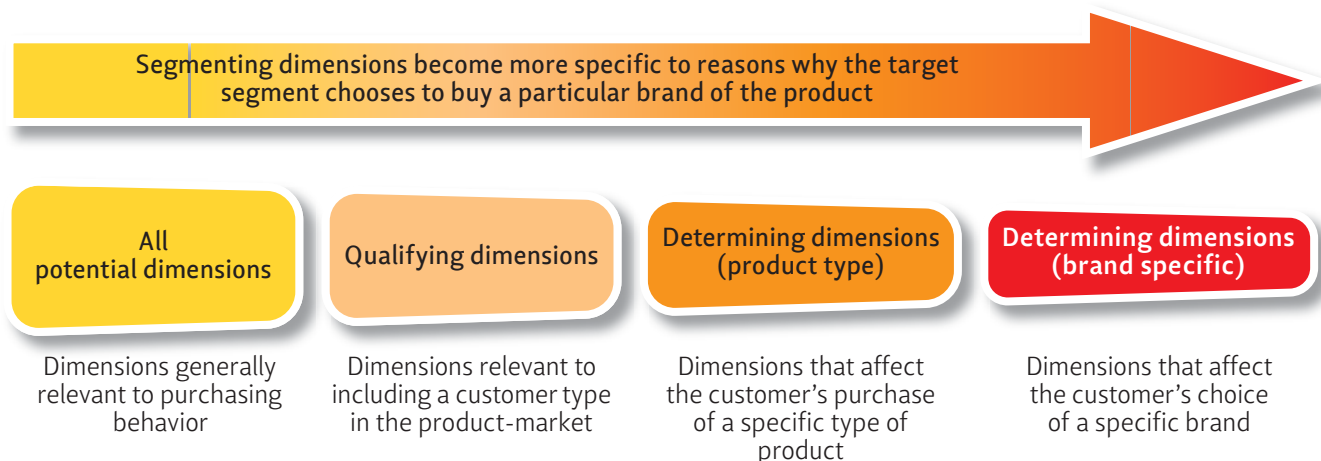 Segmenting dimensions become more specific to reasons why the target
segment chooses to buy a particular brand of the product
All
potential dimensions
Qualifying dimensions
Determining dimensions
(product type)
Determining dimensions
(brand specific)
Dimensions generally
relevant to purchasing
behavior
Dimensions relevant to
including a customer type
in the product-market
Dimensions that affect
the customer’s purchase
of a specific type of
product
Dimensions that affect
the customer’s choice
of a specific brand